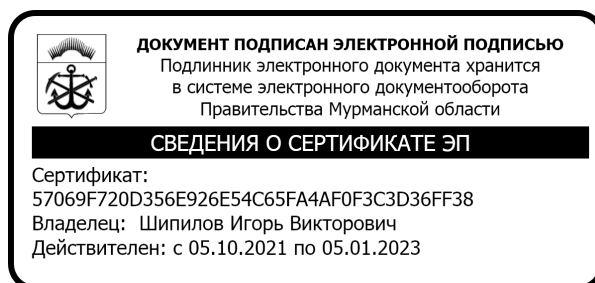 ДОКУМЕНТ ПОДПИСАН ЭЛЕКТРОННОЙ ПОДПИСЬЮ
Подлинник электронного документа хранится
в системе электронного документооборота
Правительства Мурманской области
СВЕДЕНИЯ О СЕРТИФИКАТЕ ЭП
Сертификат:
57069F720D356E926E54C65FA4AF0F3C3D36FF38
Владелец: Шипилов Игорь Викторович
Действителен: с 05.10.2021 по 05.01.2023